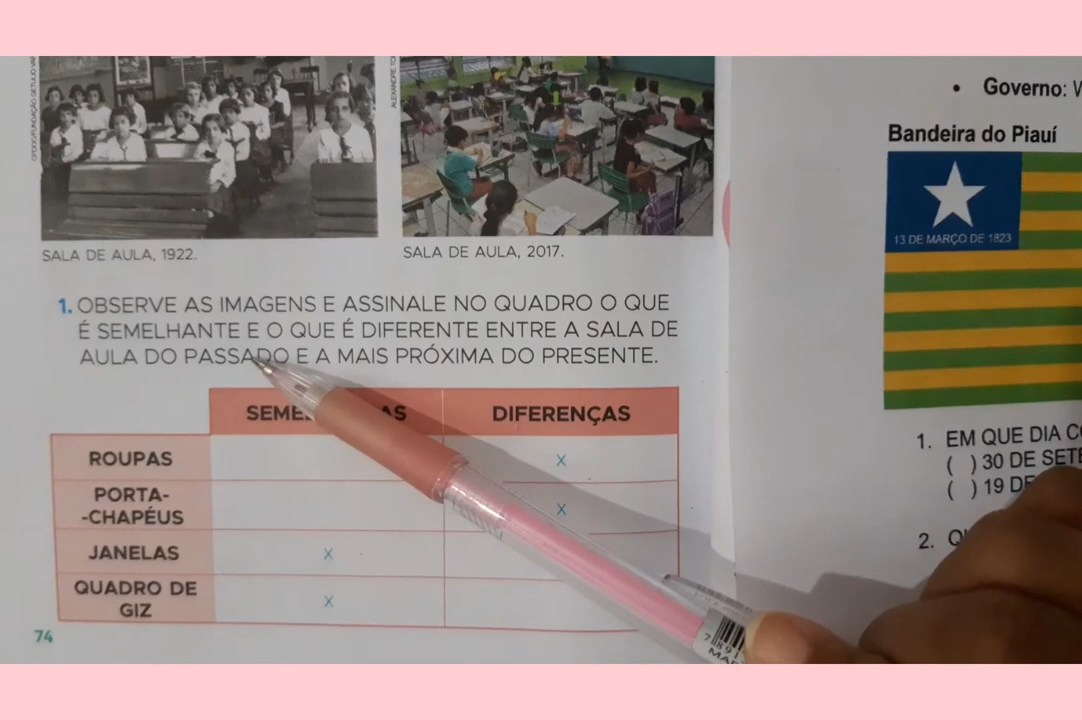 SALA DE AULA, 1922.
SALA DE AULA, 2017.
1. OBSERVE AS IMAGENS E ASSINALE NO QUADRO O QUE
É SEMELHANTE E O QUE É DIFERENTE ENTRE A SALA DE
AULA DO PASSADO E A MAIS PRÓXIMA DO PRESENTE.
DIFERENÇAS
ROUPAS X
PORTA-
-CHAPÉUS X
JANELAS X
QUADRO DE
GIZ X
74
• Governo: W
Bandeira do Piauí
13 DE MARÇO DE 1823
1. EM QUE DIA
( ) 30 DE
( ) 19
2.